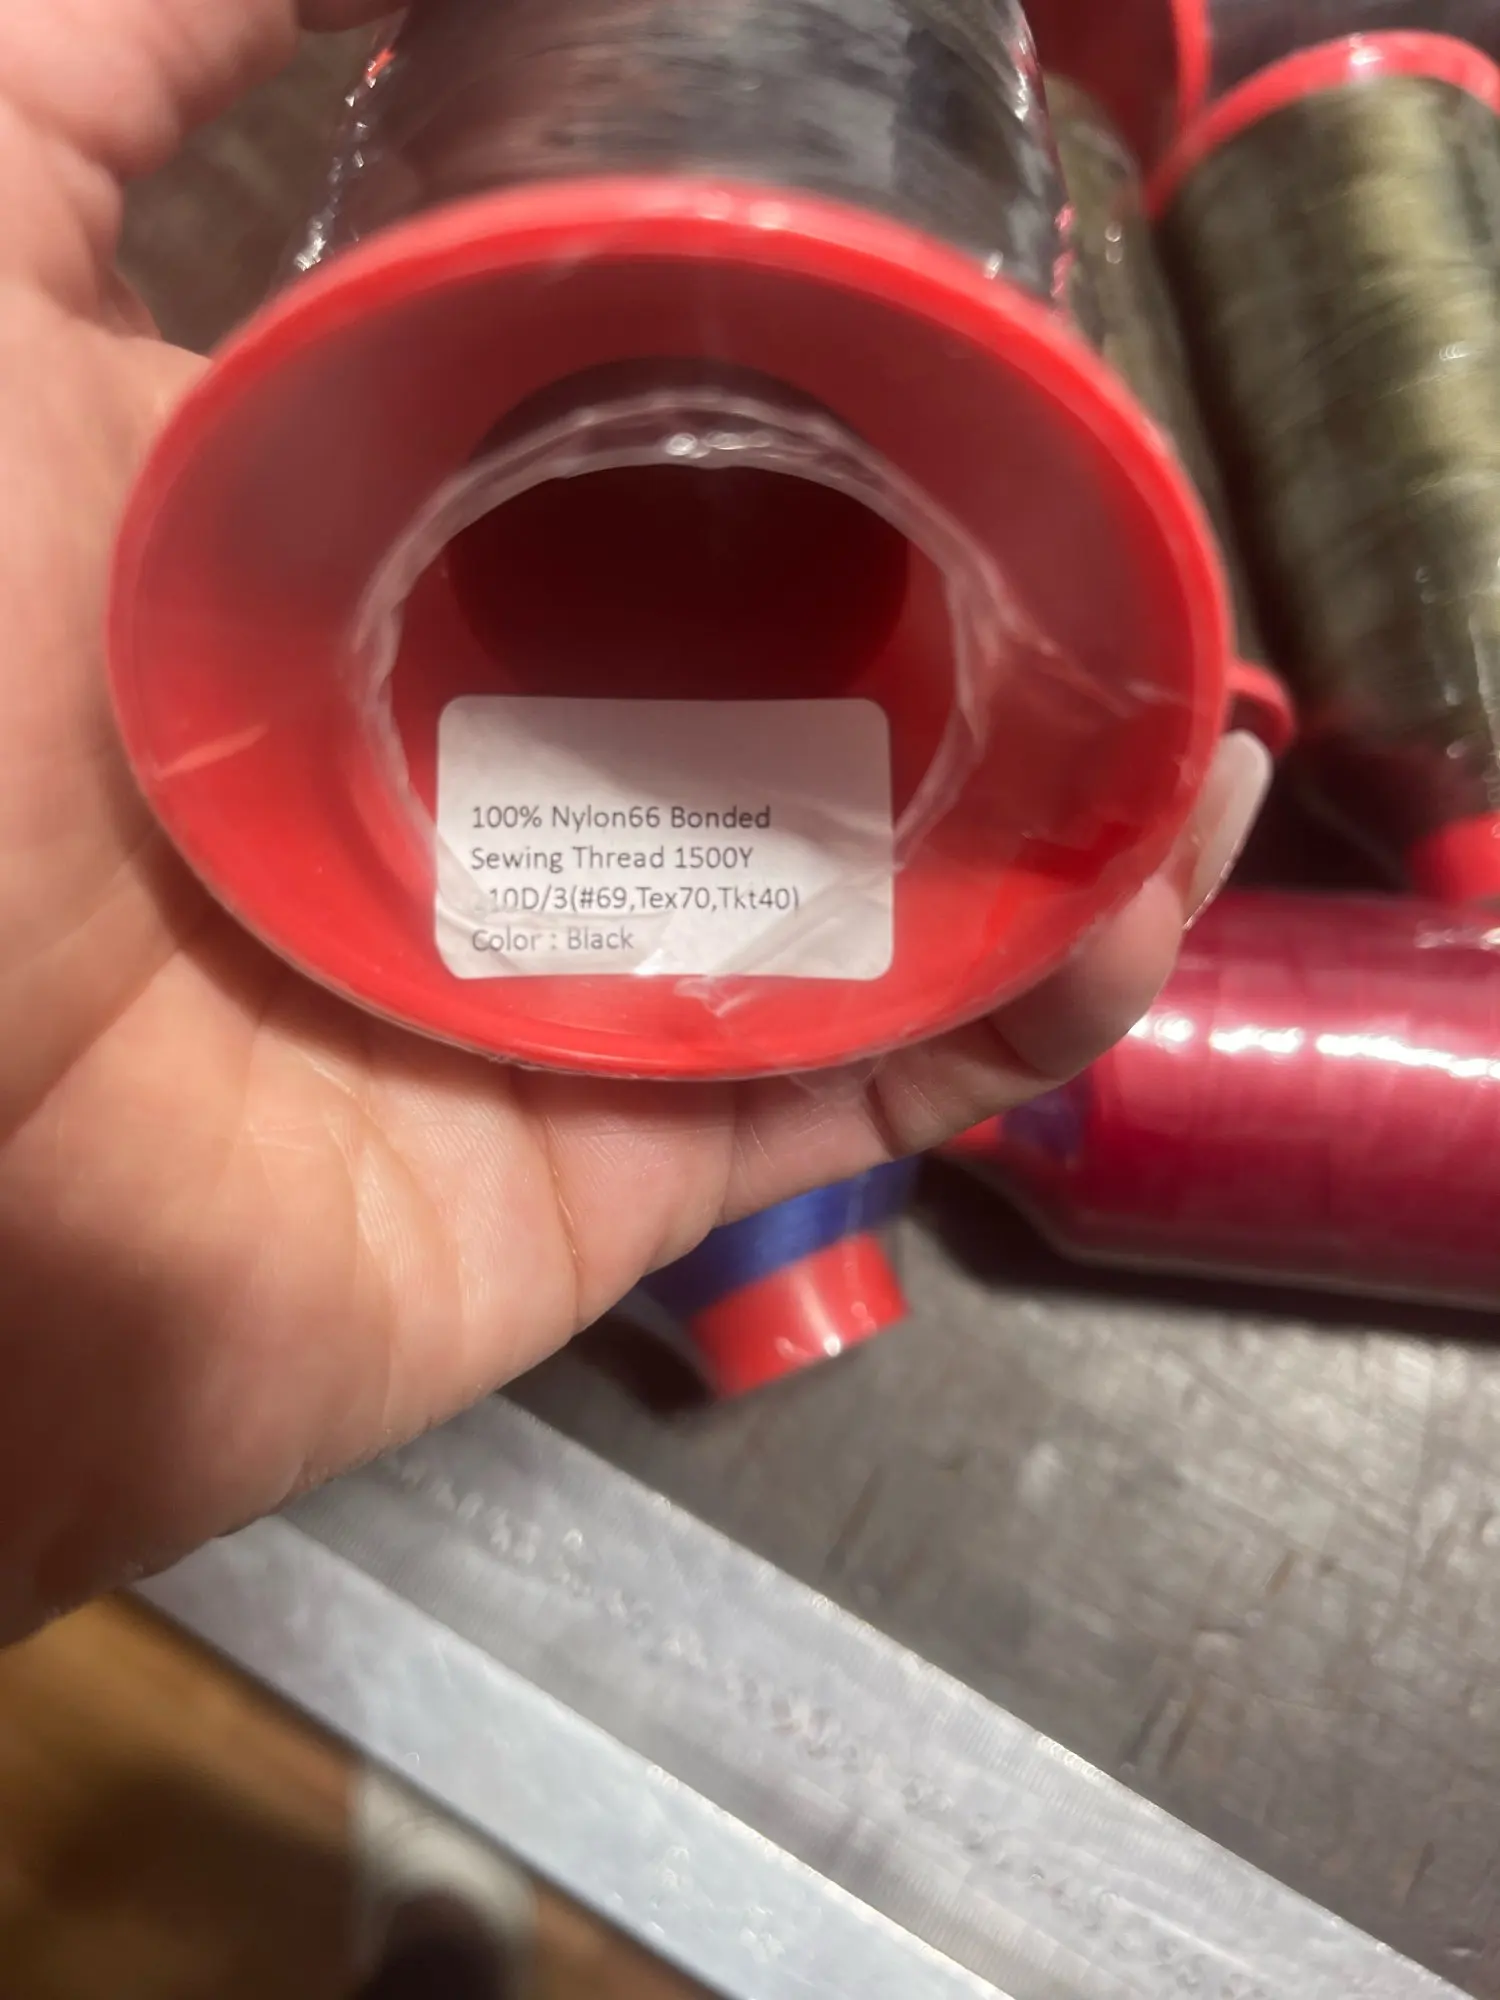 100% Nylon66 Bonded
Sewing Thread 1500Y
10D/3(#69,Tex70,Tkt40)
Color : Black